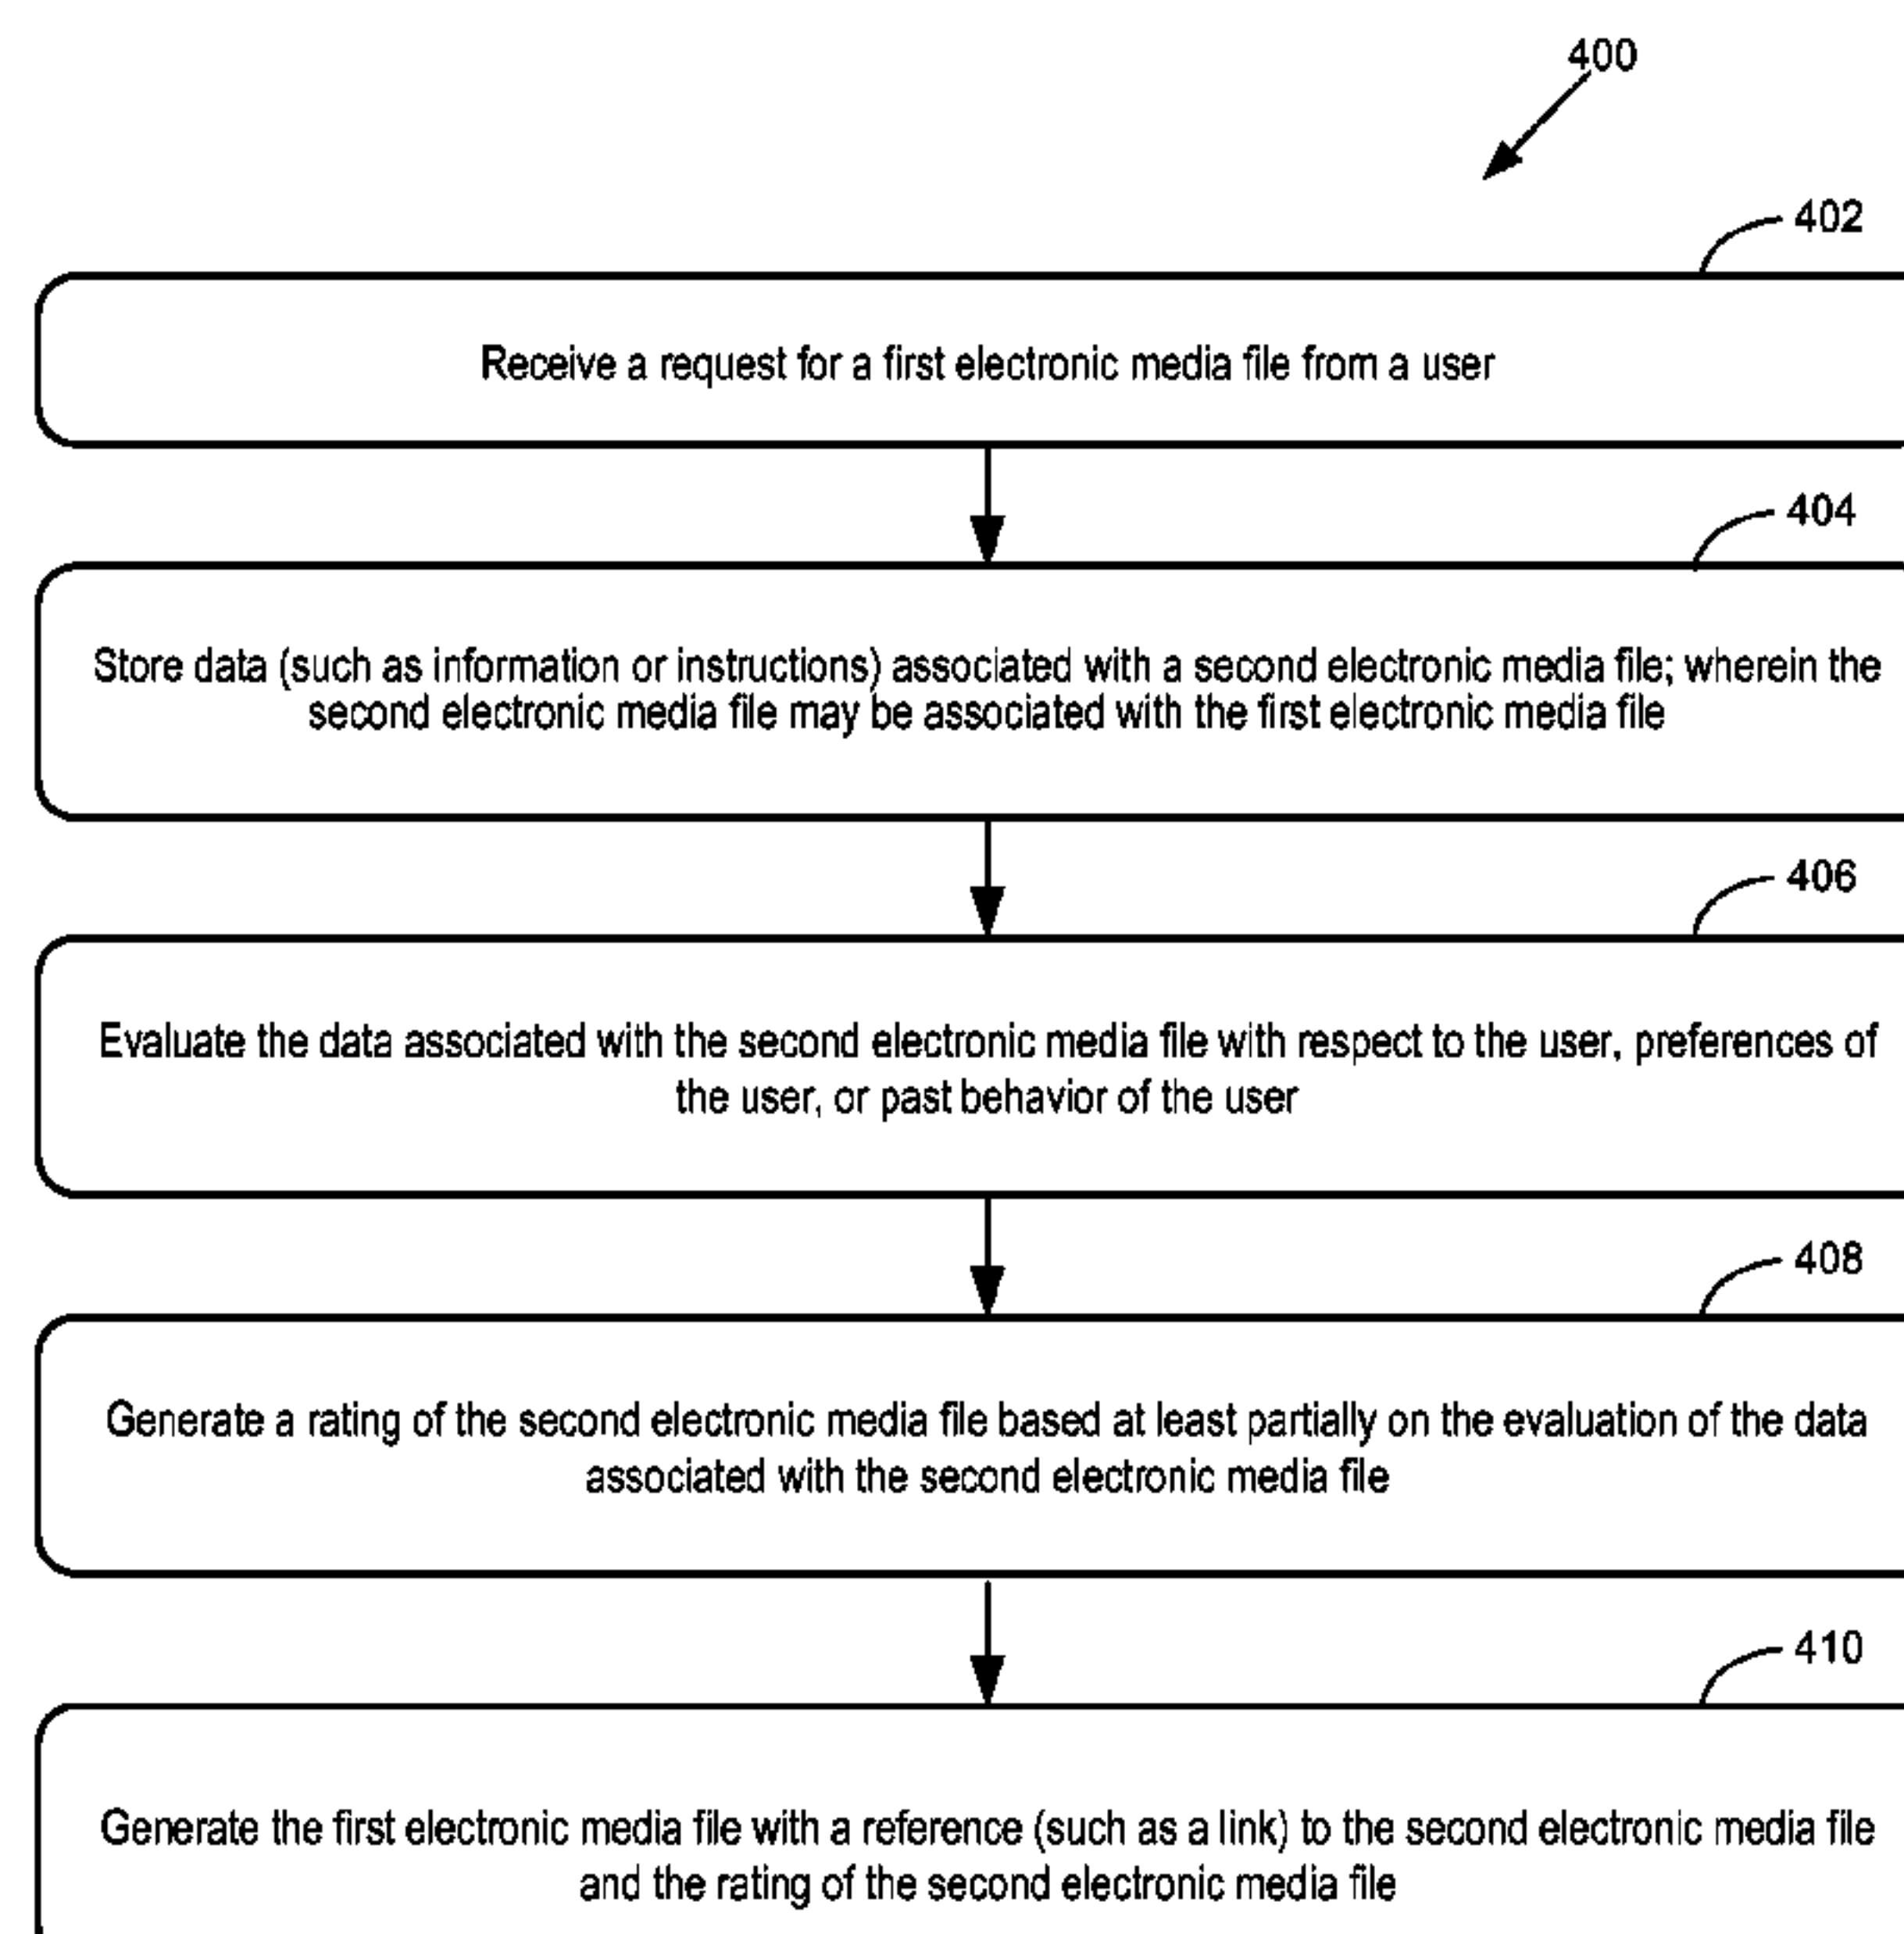 400
402
Receive a request for a first electronic media file from a user
404
Store data (such as information or instructions) associated with a second electronic media file; wherein the
second electronic media file may be associated with the first electronic media file
406
Evaluate the data associated with the second electronic media file with respect to the user, preferences of
the user, or past behavior of the user
408
Generate a rating of the second electronic media file based at least partially on the evaluation of the data
associated with the second electronic media file
410
Generate the first electronic media file with a reference (such as a link) to the second electronic media file
and the rating of the second electronic media file